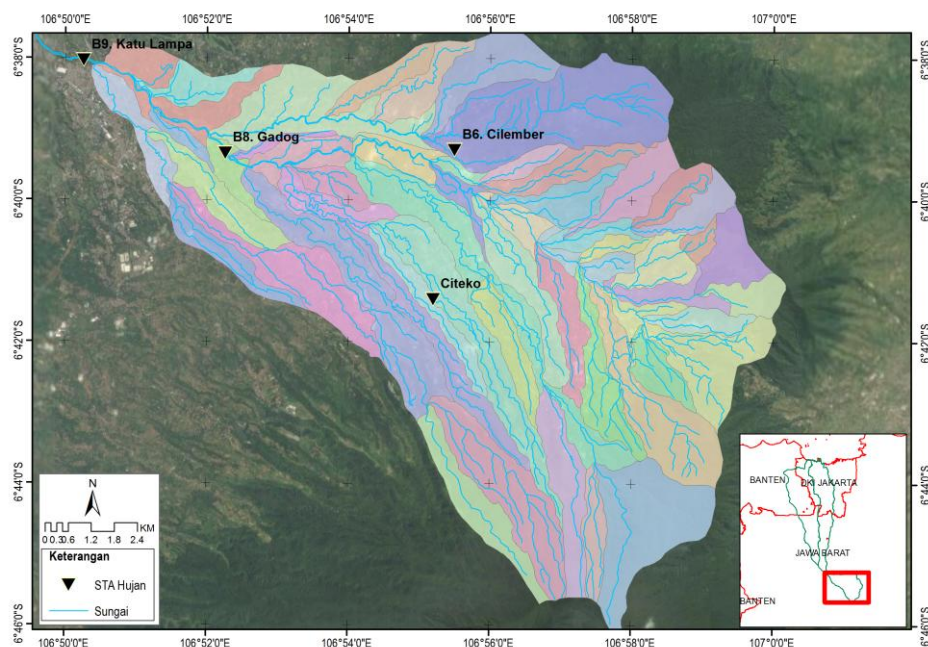 106°50'0"E 106°52'0"E 106°54'0"E 106°56'0"E 106°58'0"E 107°0'0"E
6°38'0"S
6°40'0"S
6°42'0"S
6°44'0"S
6°46'0"S
B9. Katu Lampa
B8. Gadog
B6. Cilember
Citeko
6°38'0"S
6°40'0"S
6°42'0"S
6°44'0"S
6°46'0"S
N
KM
0 0.30.6 1.2 1.8 2.4
Keterangan
STA Hujan
Sungai
BANTEN
DKI JAKARTA
JAWA BARAT
BANTEN
106°50'0"E 106°52'0"E 106°54'0"E 106°56'0"E 106°58'0"E 107°0'0"E